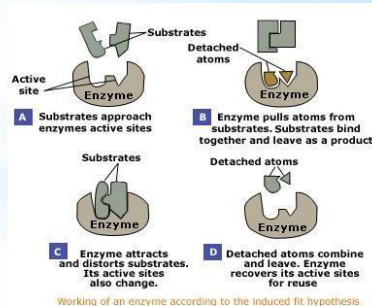 Substrates
Active
site
Enzyme
A Substrates approach
enzymes active sites
Detached
atoms
Enzyme
B Enzyme pulls atoms from
substrates. Substrates bind
together and leave as a product
Substrates
Enzyme
C Enzyme attracts
and distorts substrates.
Its active sites
also change.
Detached atoms
Enzyme
D Detached atoms combine
and leave. Enzyme
recovers its active sites
for reuse
Working of an enzyme according to the induced fit hypothesis